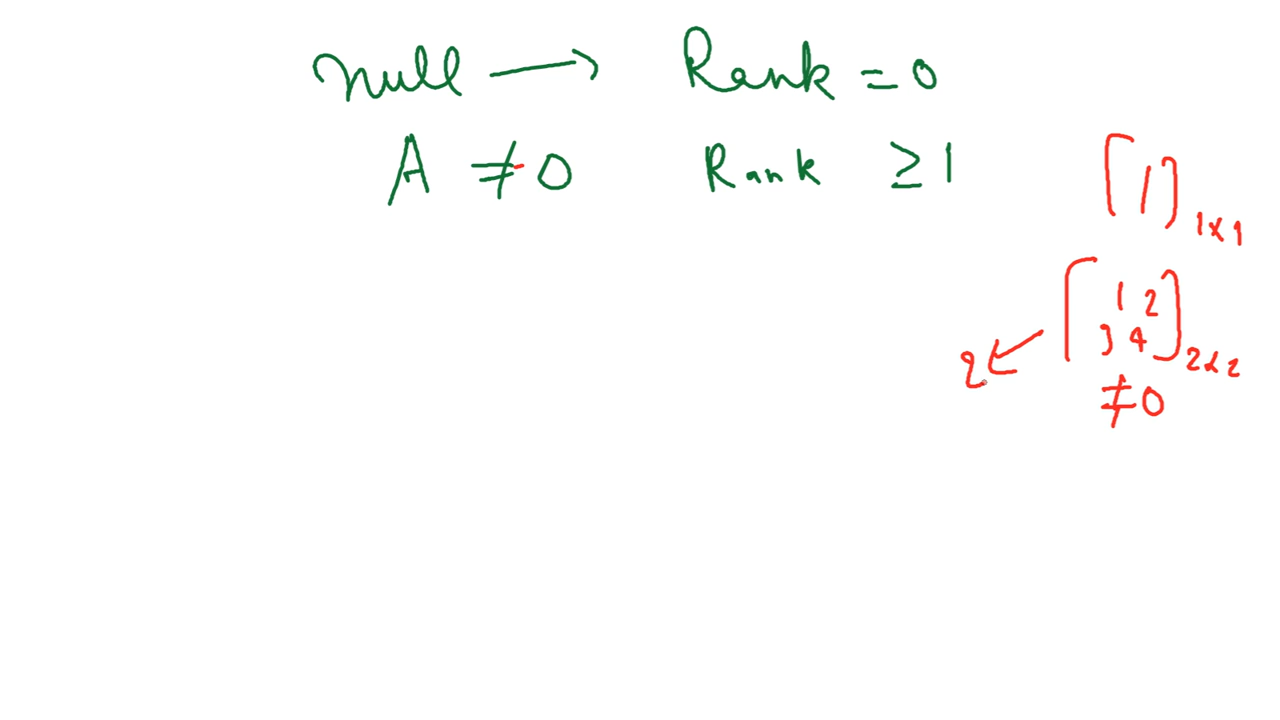 Null → Rank = 0
A ≠ 0 Rank ≥ 1
[1] 1x1
[1 2
3 4] 2x2
2 ←
≠ 0